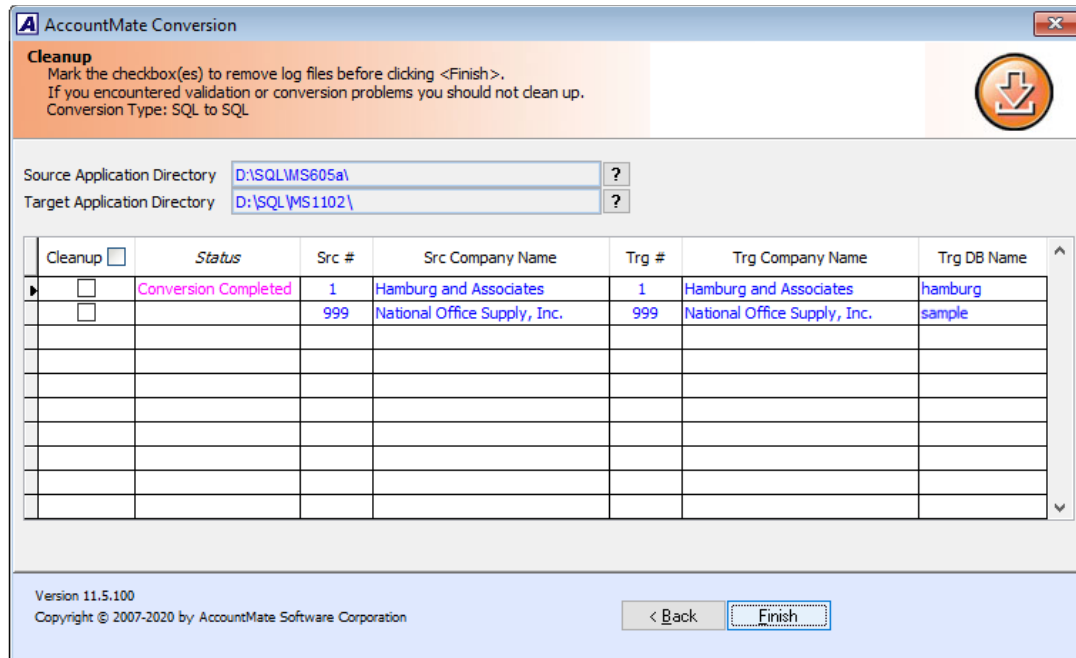 AccountMate Conversion
Cleanup
Mark the checkbox(es) to remove log files before clicking <Finish>.
If you encountered validation or conversion problems you should not clean up.
Conversion Type: SQL to SQL
Source Application Directory D:\SQL\MS605a\ ?
Target Application Directory D:\SQL\MS1102\ ?
Cleanup Status Src # Src Company Name Trg # Trg Company Name Trg DB Name
Conversion Completed 1 Hamburg and Associates 1 Hamburg and Associates hamburg
999 National Office Supply, Inc. 999 National Office Supply, Inc. sample
Version 11.5.100
Copyright © 2007-2020 by AccountMate Software Corporation
< Back Finish